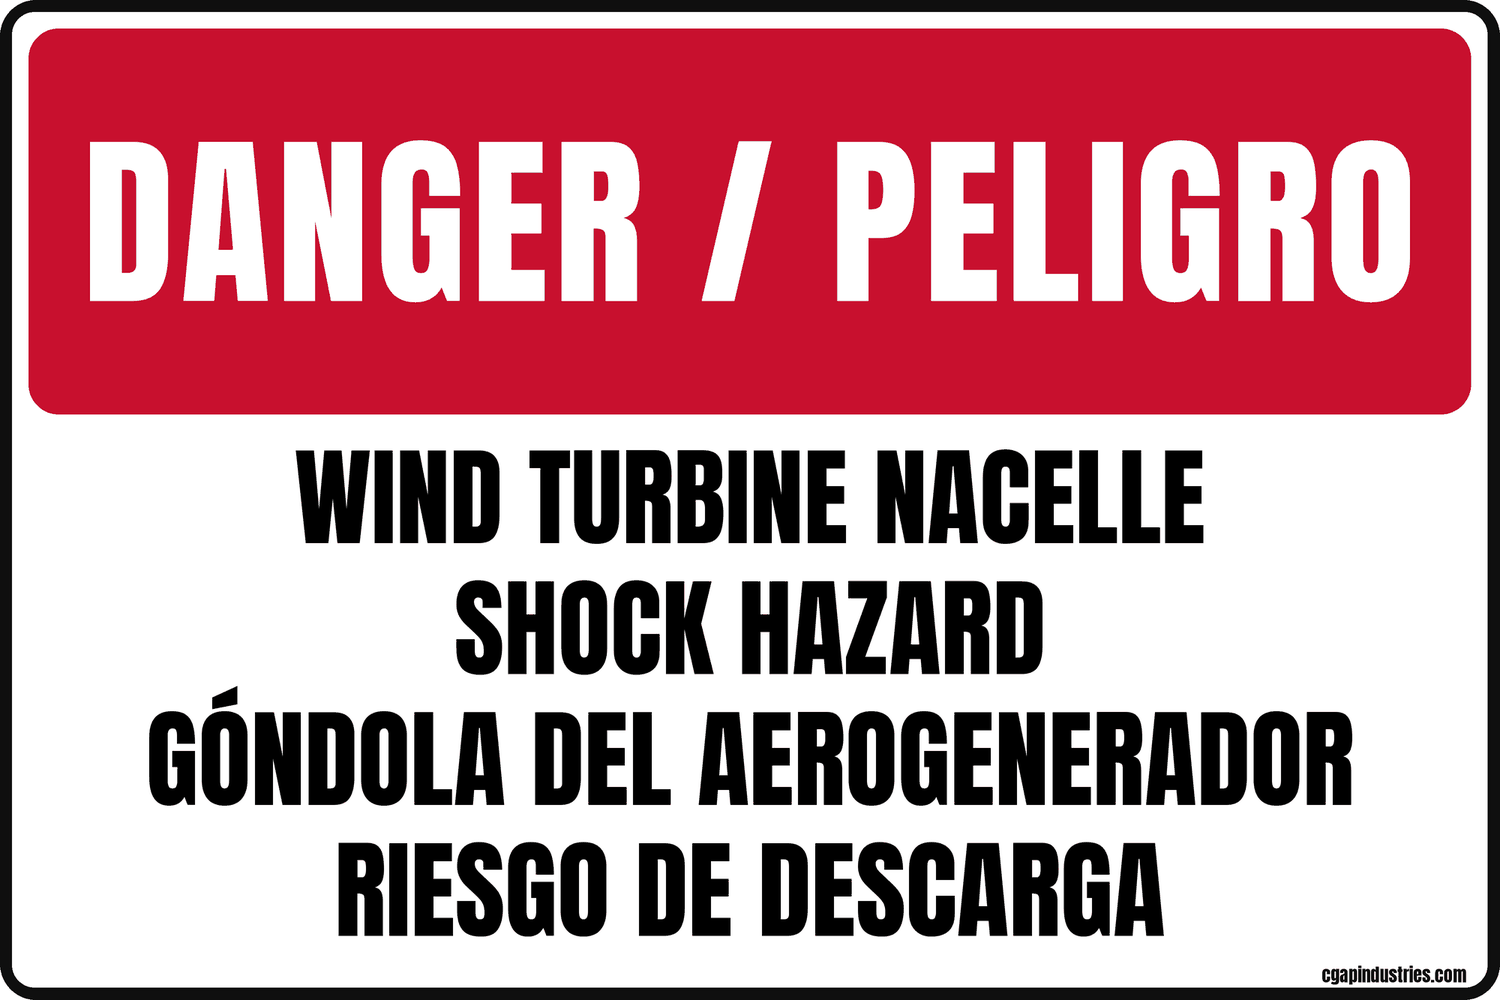 DANGER / PELIGRO
WIND TURBINE NACELLE
SHOCK HAZARD
GÓNDOLA DEL AEROGENERADOR
RIESGO DE DESCARGA
cgapindustries.com